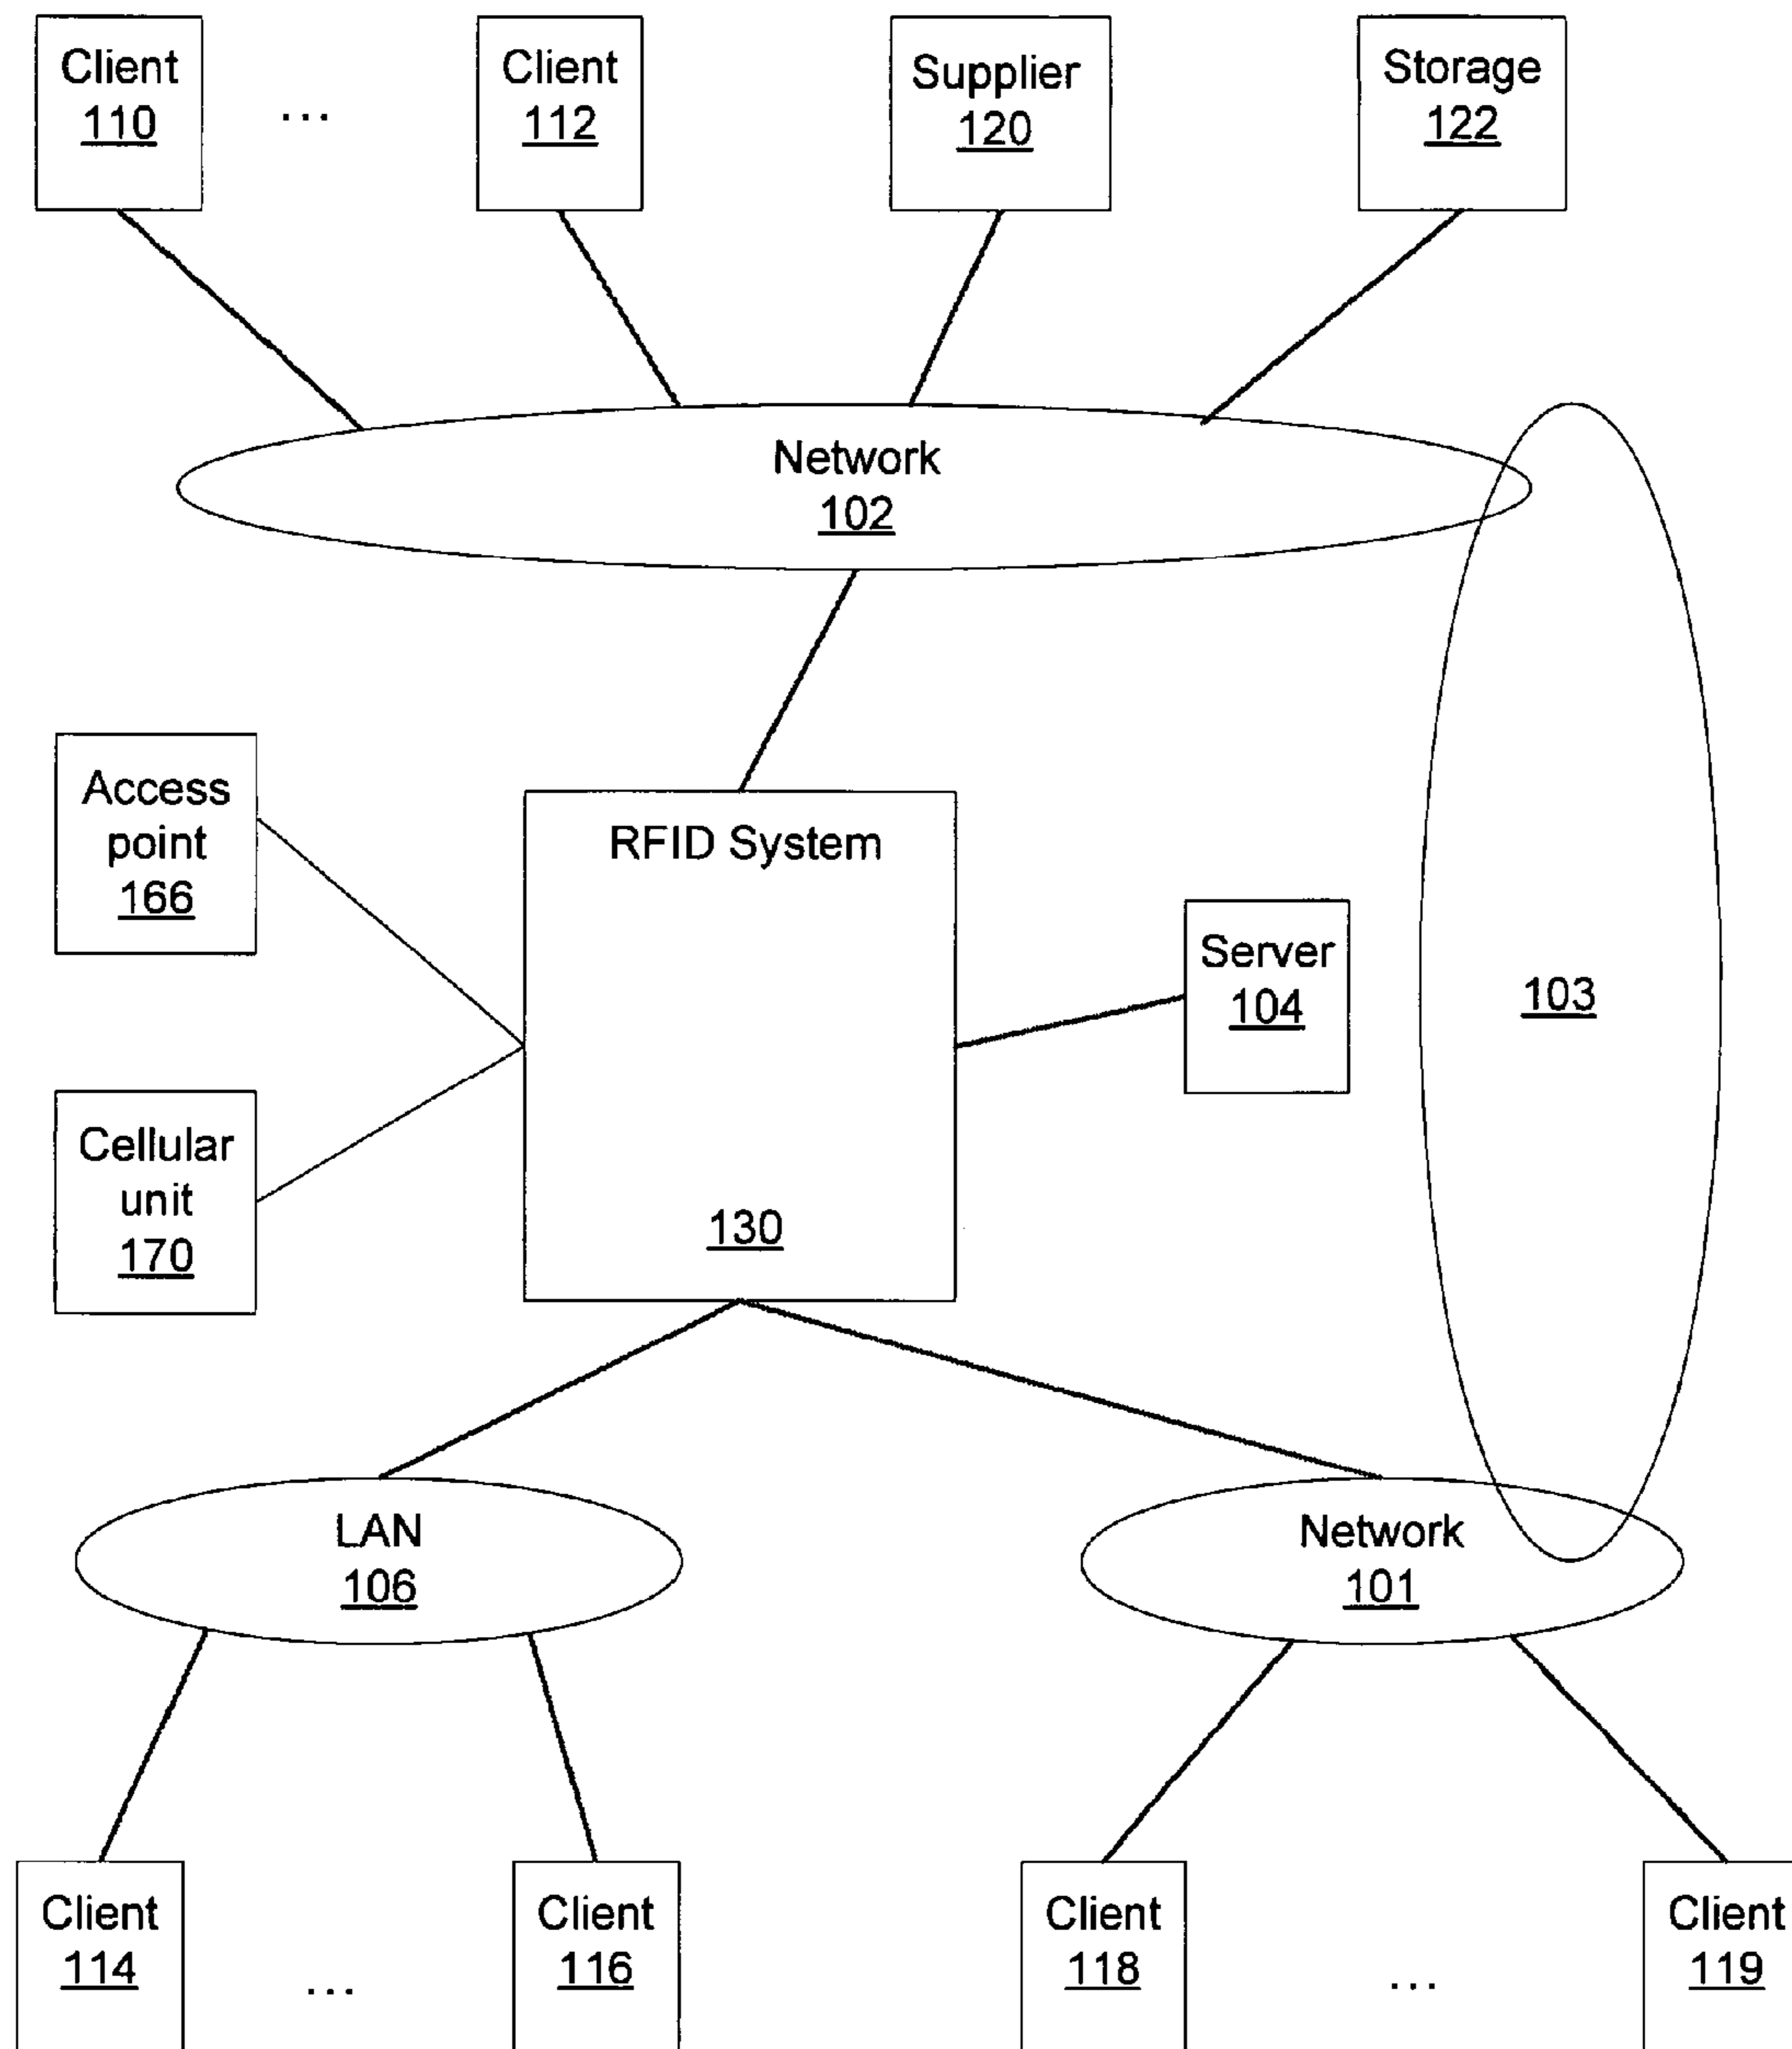 Client
110
...
Client
112
Supplier
120
Storage
122
Network
102
Access
point
166
RFID System
Server
104
103
Cellular
unit
170
130
LAN
106
Network
101
Client
114
...
Client
116
Client
118
...
Client
119